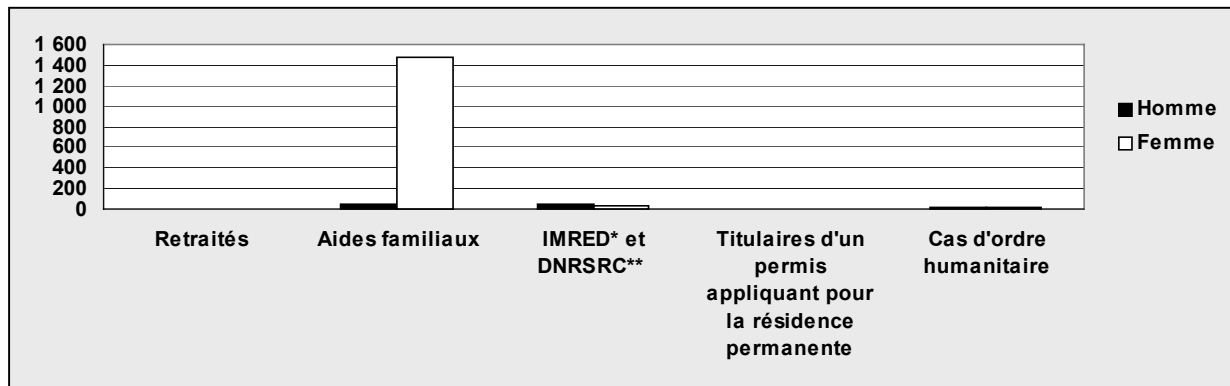 1 600
1 400
1 200
1 000
800
600
400
200
0
Homme
Femme
Retraités
Aides familiaux
IMRED* et
DNRSRC**
Titulaires d'un
permis
appliquant pour
la résidence
permanente
Cas d'ordre
humanitaire